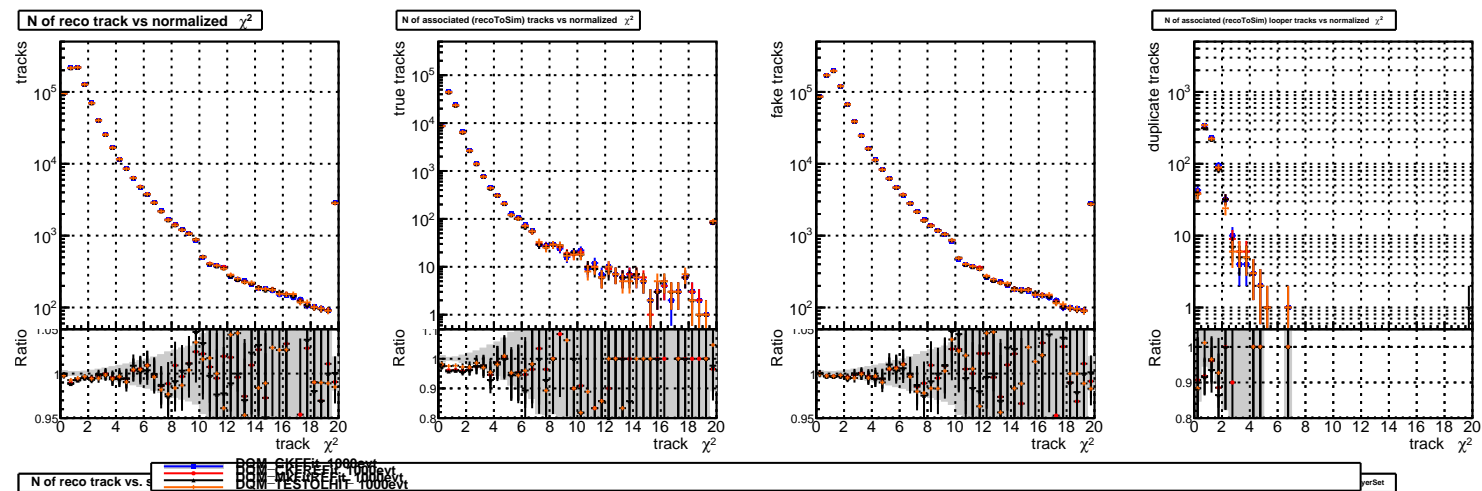 N of reco track vs normalized χ²
N of associated (recoToSim) tracks vs normalized χ²
N of associated (recoToSim) looper tracks vs normalized χ²
tracks
10⁵
10⁴
10³
10²
Ratio
1.05
1
0.95
0 2 4 6 8 10 12 14 16 18 20
track χ²
true tracks
10⁵
10⁴
10³
10²
10
1
Ratio
1.1
1
0.9
0.8
0 2 4 6 8 10 12 14 16 18 20
track χ²
fake tracks
10⁵
10⁴
10³
10²
Ratio
1.05
1
0.95
0 2 4 6 8 10 12 14 16 18 20
track χ²
duplicate tracks
10³
10²
10
1
Ratio
1
0.9
0.8
0 2 4 6 8 10 12 14 16 18 20
track χ²
N of reco track vs. s
DQM_TESTOLHIT_1000evt
yerSet